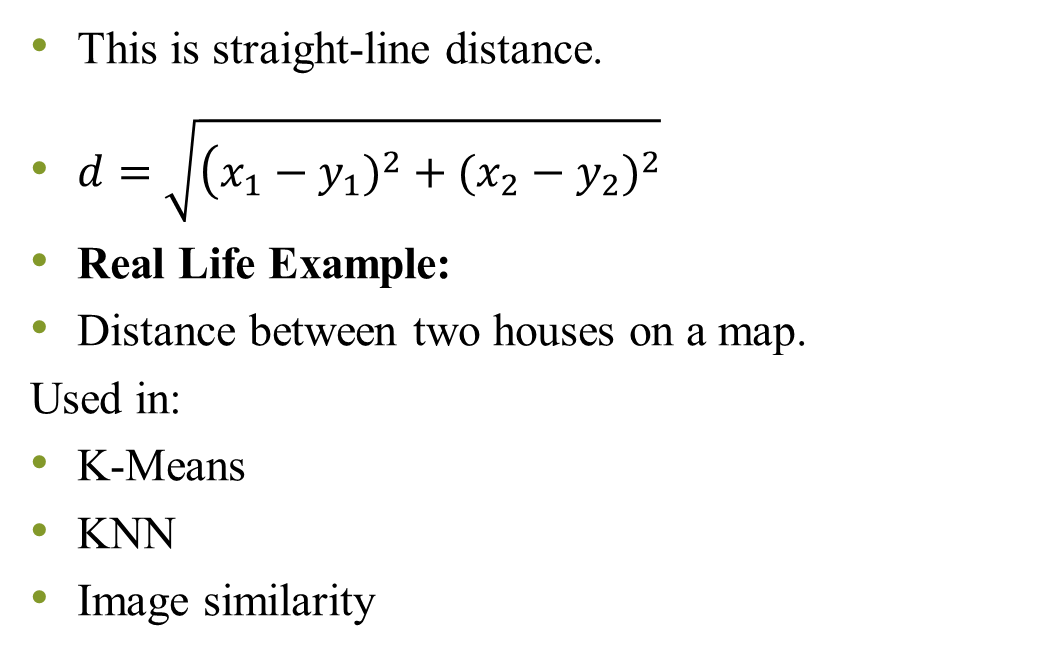 • This is straight-line distance.
• d = √(x₁ − y₁)² + (x₂ − y₂)²
• Real Life Example:
• Distance between two houses on a map.
Used in:
• K-Means
• KNN
• Image similarity